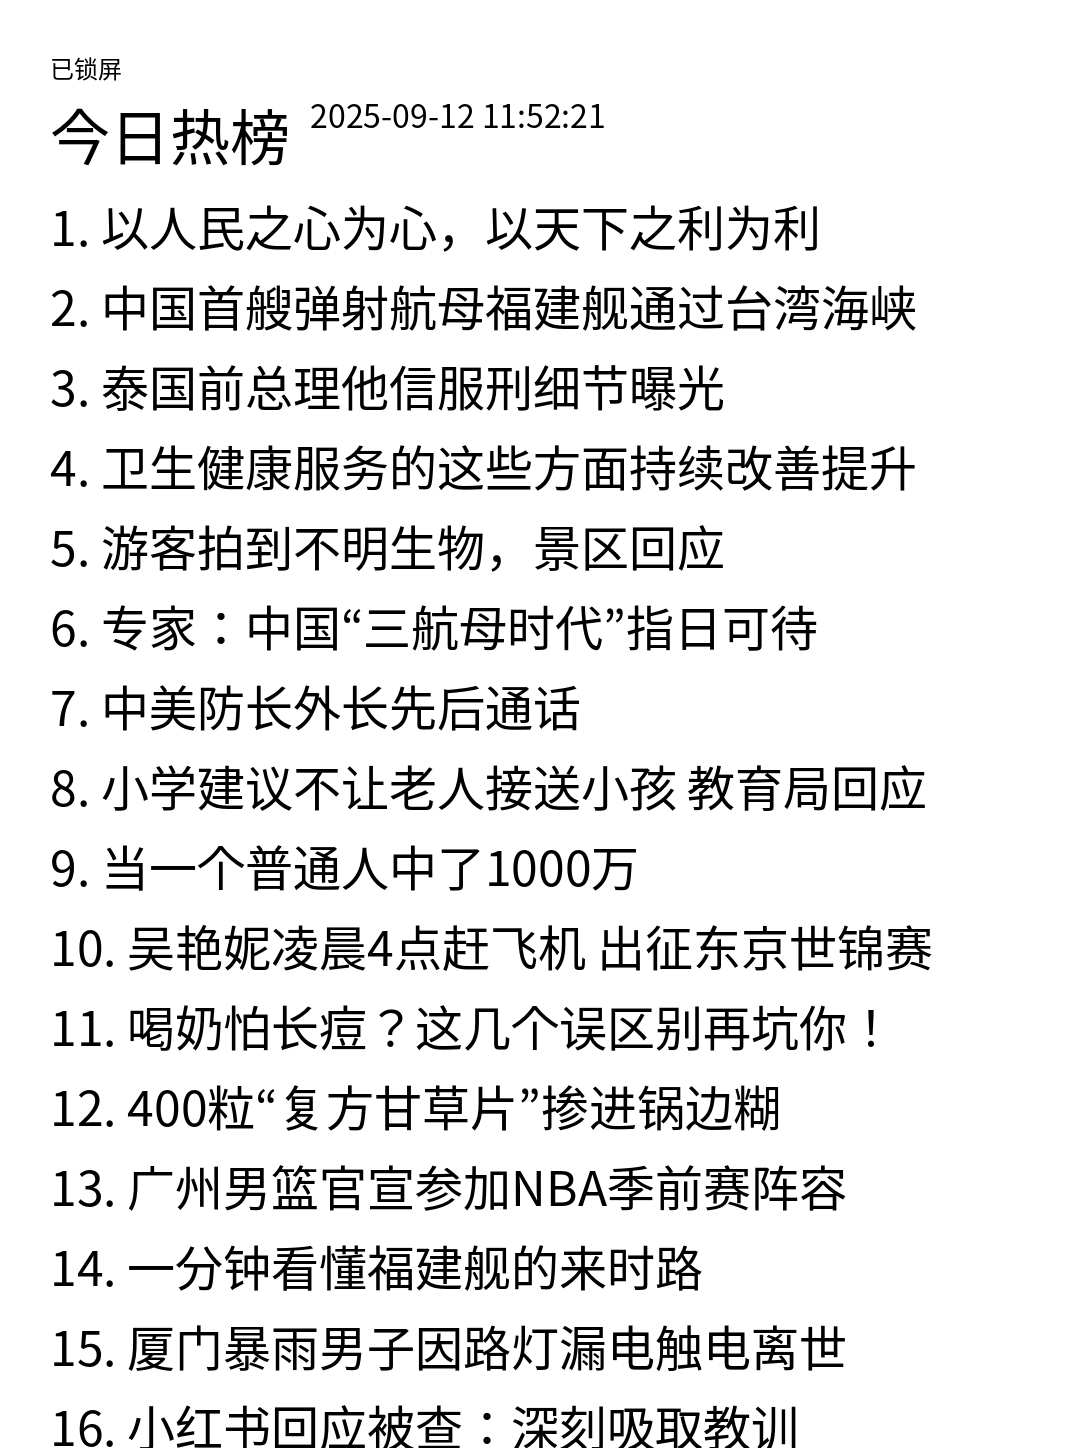 已锁屏
今日热榜 2025-09-12 11:52:21
1. 以人民之心为心，以天下之利为利
2. 中国首艘弹射航母福建舰通过台湾海峡
3. 泰国前总理他信服刑细节曝光
4. 卫生健康服务的这些方面持续改善提升
5. 游客拍到不明生物，景区回应
6. 专家：中国“三航母时代”指日可待
7. 中美防长外长先后通话
8. 小学建议不让老人接送小孩 教育局回应
9. 当一个普通人中了1000万
10. 吴艳妮凌晨4点赶飞机 出征东京世锦赛
11. 喝奶怕长痘？这几个误区别再坑你！
12. 400粒“复方甘草片”掺进锅边糊
13. 广州男篮官宣参加NBA季前赛阵容
14. 一分钟看懂福建舰的来时路
15. 厦门暴雨男子因路灯漏电触电离世
16. 小红书回应被查：深刻吸取教训